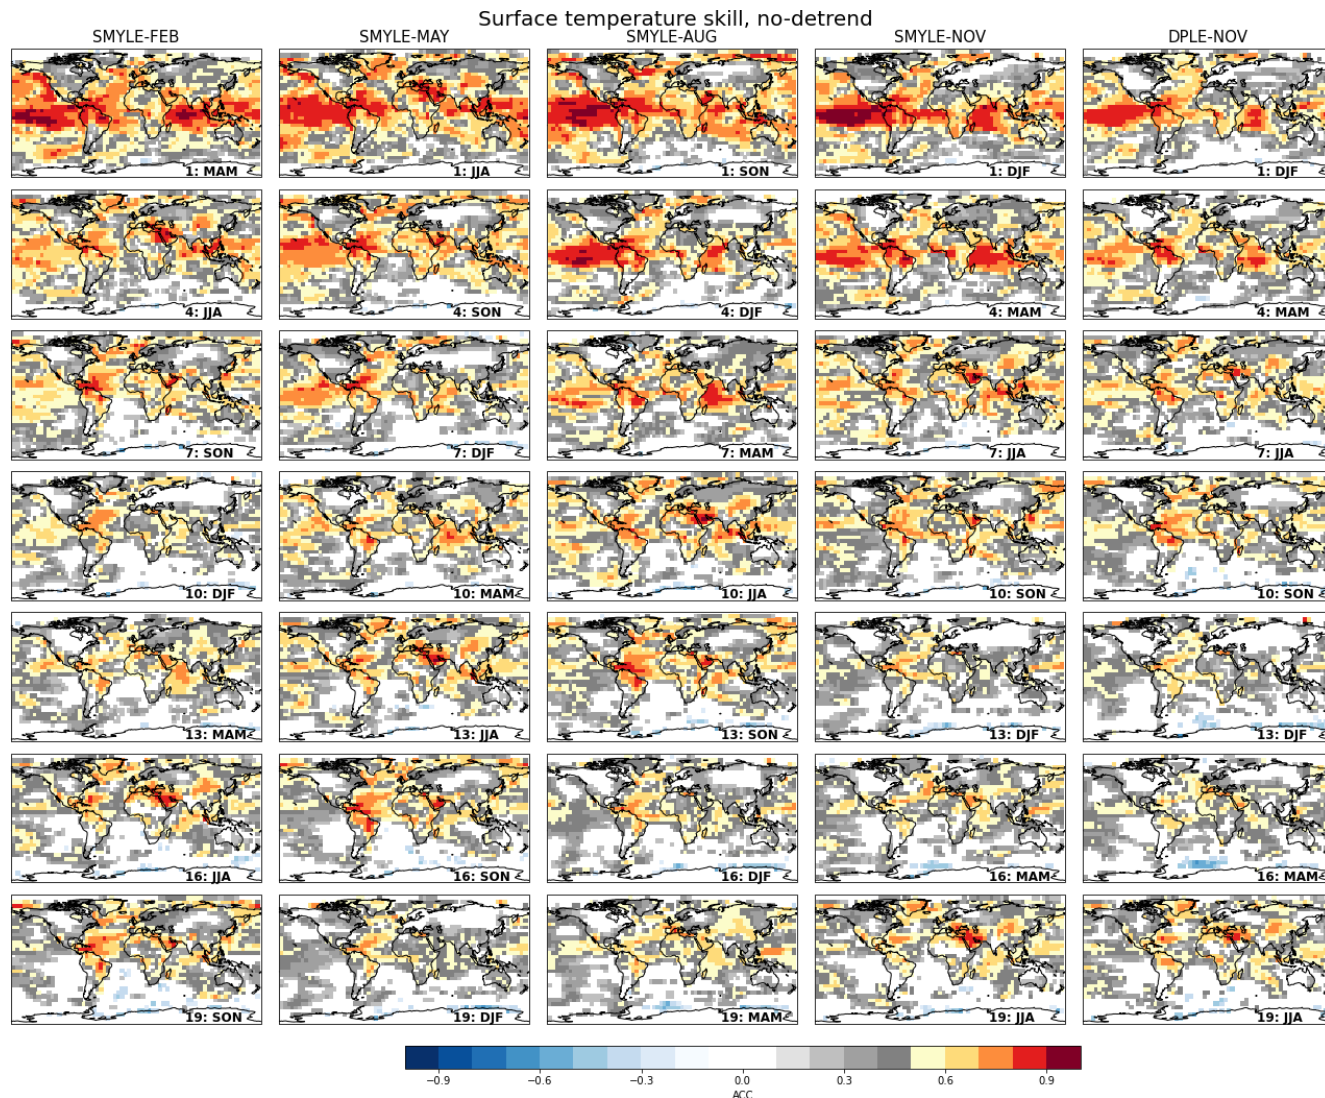 Surface temperature skill, no-detrend
SMYLE-FEB SMYLE-MAY SMYLE-AUG SMYLE-NOV DPLE-NOV
1: MAM 1: JJA 1: SON 1: DJF 1: DJF
4: JJA 4: SON 4: DJF 4: MAM 4: MAM
7: SON 7: DJF 7: MAM 7: JJA 7: JJA
10: DJF 10: MAM 10: JJA 10: SON 10: SON
13: MAM 13: JJA 13: SON 13: DJF 13: DJF
16: JJA 16: SON 16: DJF 16: MAM 16: MAM
19: SON 19: DJF 19: MAM 19: JJA 19: JJA
−0.9 −0.6 −0.3 0.0 0.3 0.6 0.9
ACC